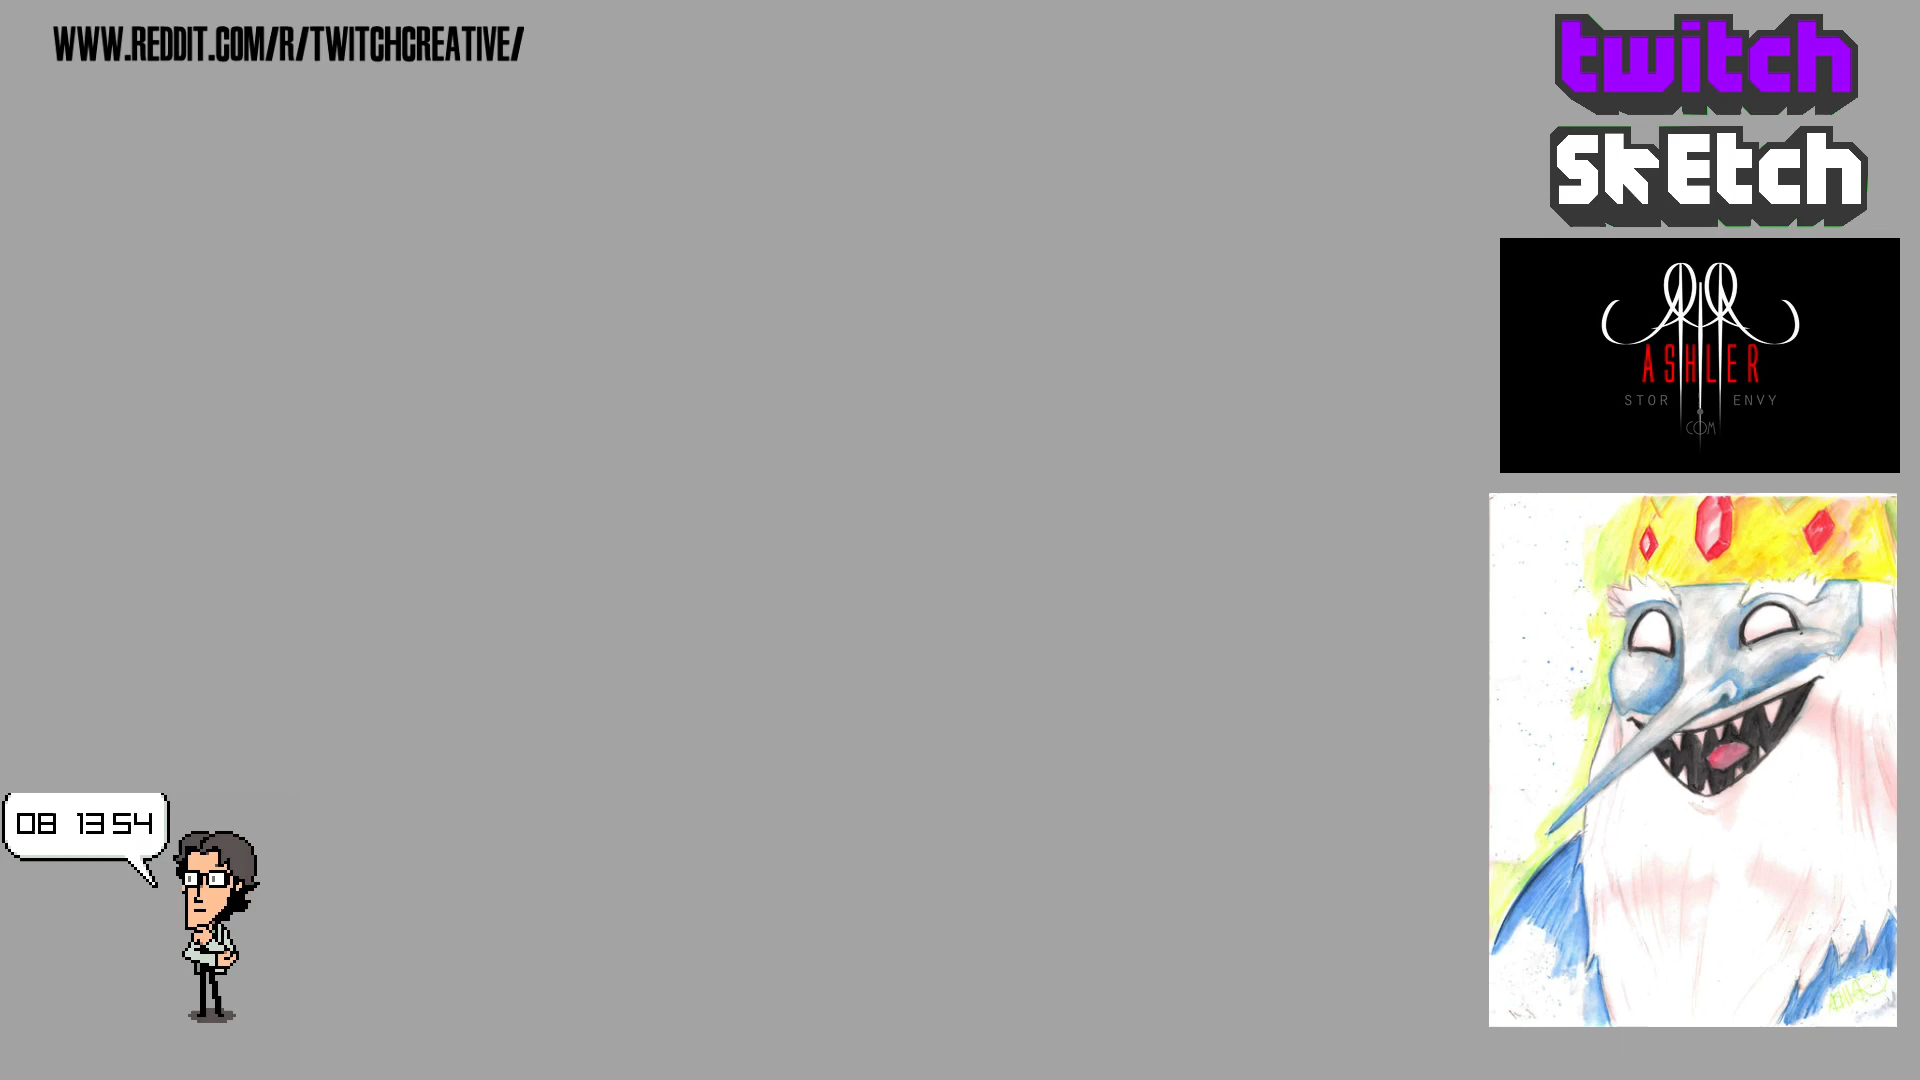 WWW.REDDIT.COM/R/TWITCHCREATIVE/
twitch
SkEtch
ASHLER
STOR ENVY
COM
08 13 54